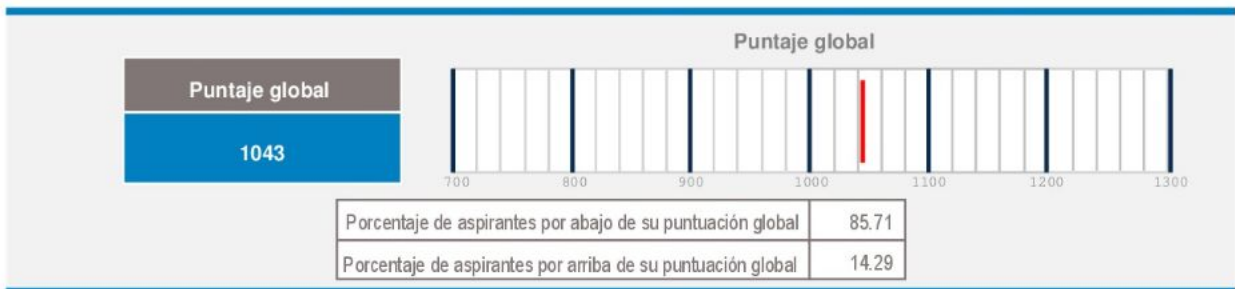 Puntaje global
Puntaje global
1043
700 800 900 1000 1100 1200 1300
Porcentaje de aspirantes por abajo de su puntuación global 85.71
Porcentaje de aspirantes por arriba de su puntuación global 14.29